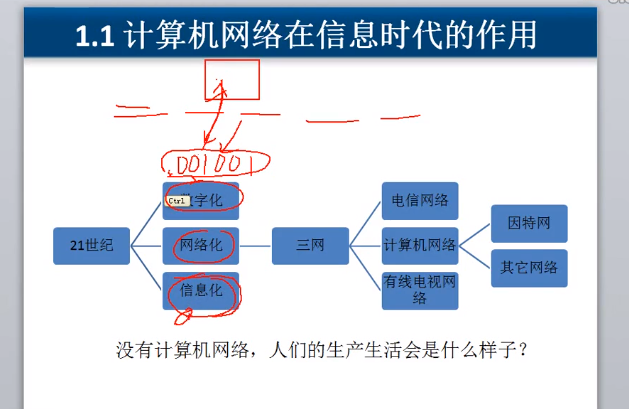 1.1 计算机网络在信息时代的作用
001001
Ctrl 字化
电信网络
21世纪
网络化
三网
计算机网络
因特网
其它网络
信息化
有线电视网
络
没有计算机网络，人们的生产生活会是什么样子？